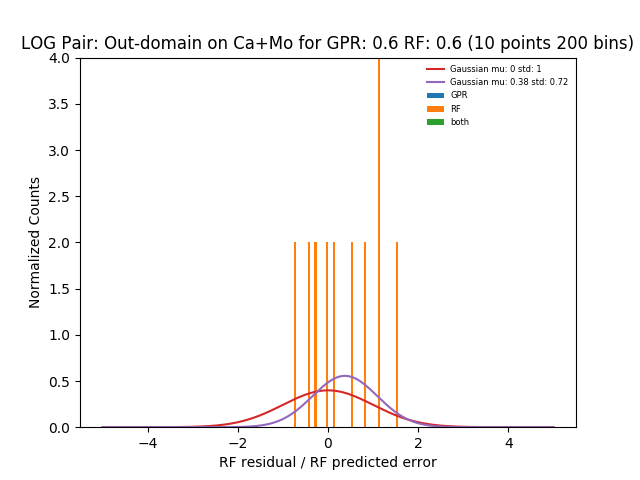 LOG Pair: Out-domain on Ca+Mo for GPR: 0.6 RF: 0.6 (10 points 200 bins)
Gaussian mu: 0 std: 1
Gaussian mu: 0.38 std: 0.72
GPR
RF
both
Normalized Counts
4.0
3.5
3.0
2.5
2.0
1.5
1.0
0.5
0.0
−4
−2
0
2
4
RF residual / RF predicted error